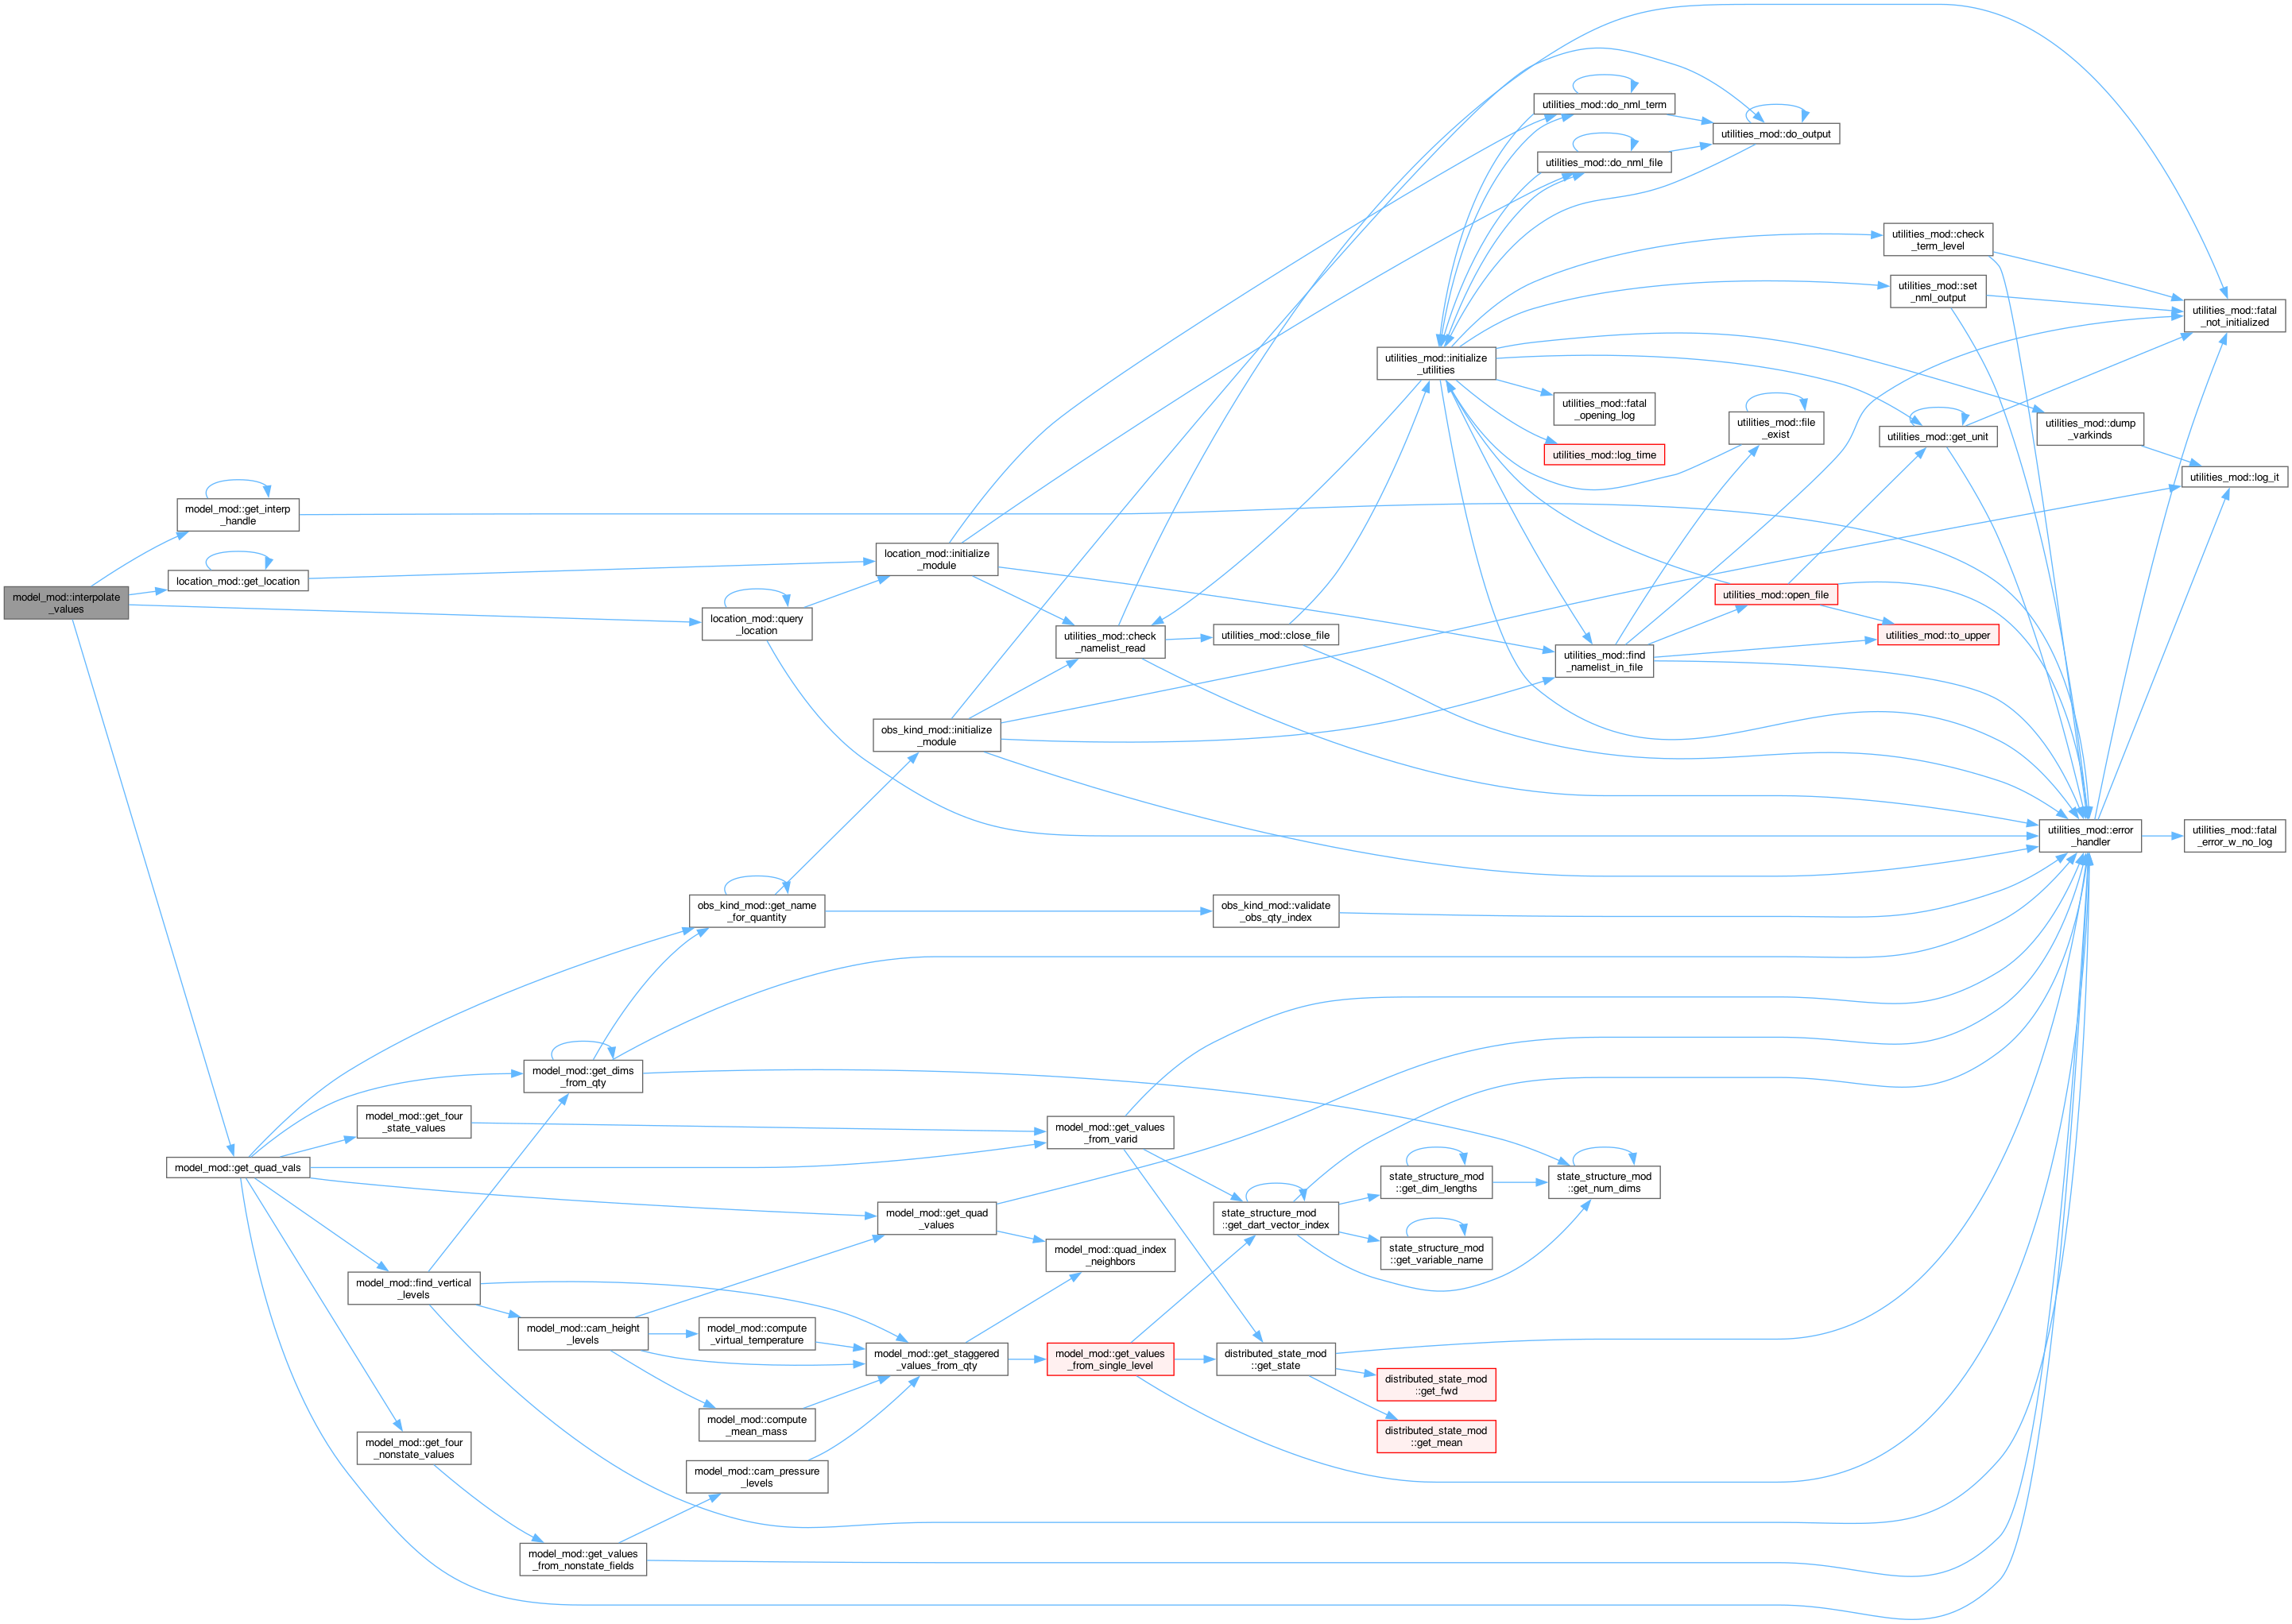 model_mod::interpolate
_values
model_mod::get_interp
_handle
location_mod::get_location
model_mod::get_quad_vals
location_mod::query
_location
location_mod::initialize
_module
obs_kind_mod::initialize
_module
utilities_mod::check
_namelist_read
utilities_mod::close_file
utilities_mod::initialize
_utilities
utilities_mod::do_nml_term
utilities_mod::do_nml_file
utilities_mod::do_output
utilities_mod::check
_term_level
utilities_mod::set
_nml_output
utilities_mod::fatal
_not_initialized
utilities_mod::fatal
_opening_log
utilities_mod::log_time
utilities_mod::file
_exist
utilities_mod::get_unit
utilities_mod::dump
_varkinds
utilities_mod::log_it
utilities_mod::open_file
utilities_mod::to_upper
utilities_mod::find
_namelist_in_file
utilities_mod::error
_handler
utilities_mod::fatal
_error_w_no_log
obs_kind_mod::get_name
_for_quantity
obs_kind_mod::validate
_obs_qty_index
model_mod::get_dims
_from_qty
model_mod::get_four
_state_values
model_mod::get_values
_from_varid
model_mod::get_quad
_values
model_mod::quad_index
_neighbors
state_structure_mod
::get_dart_vector_index
state_structure_mod
::get_dim_lengths
state_structure_mod
::get_num_dims
state_structure_mod
::get_variable_name
model_mod::find_vertical
_levels
model_mod::cam_height
_levels
model_mod::compute
_virtual_temperature
model_mod::get_staggered
_values_from_qty
model_mod::get_values
_from_single_level
distributed_state_mod
::get_state
distributed_state_mod
::get_fwd
distributed_state_mod
::get_mean
model_mod::compute
_mean_mass
model_mod::get_four
_nonstate_values
model_mod::cam_pressure
_levels
model_mod::get_values
_from_nonstate_fields